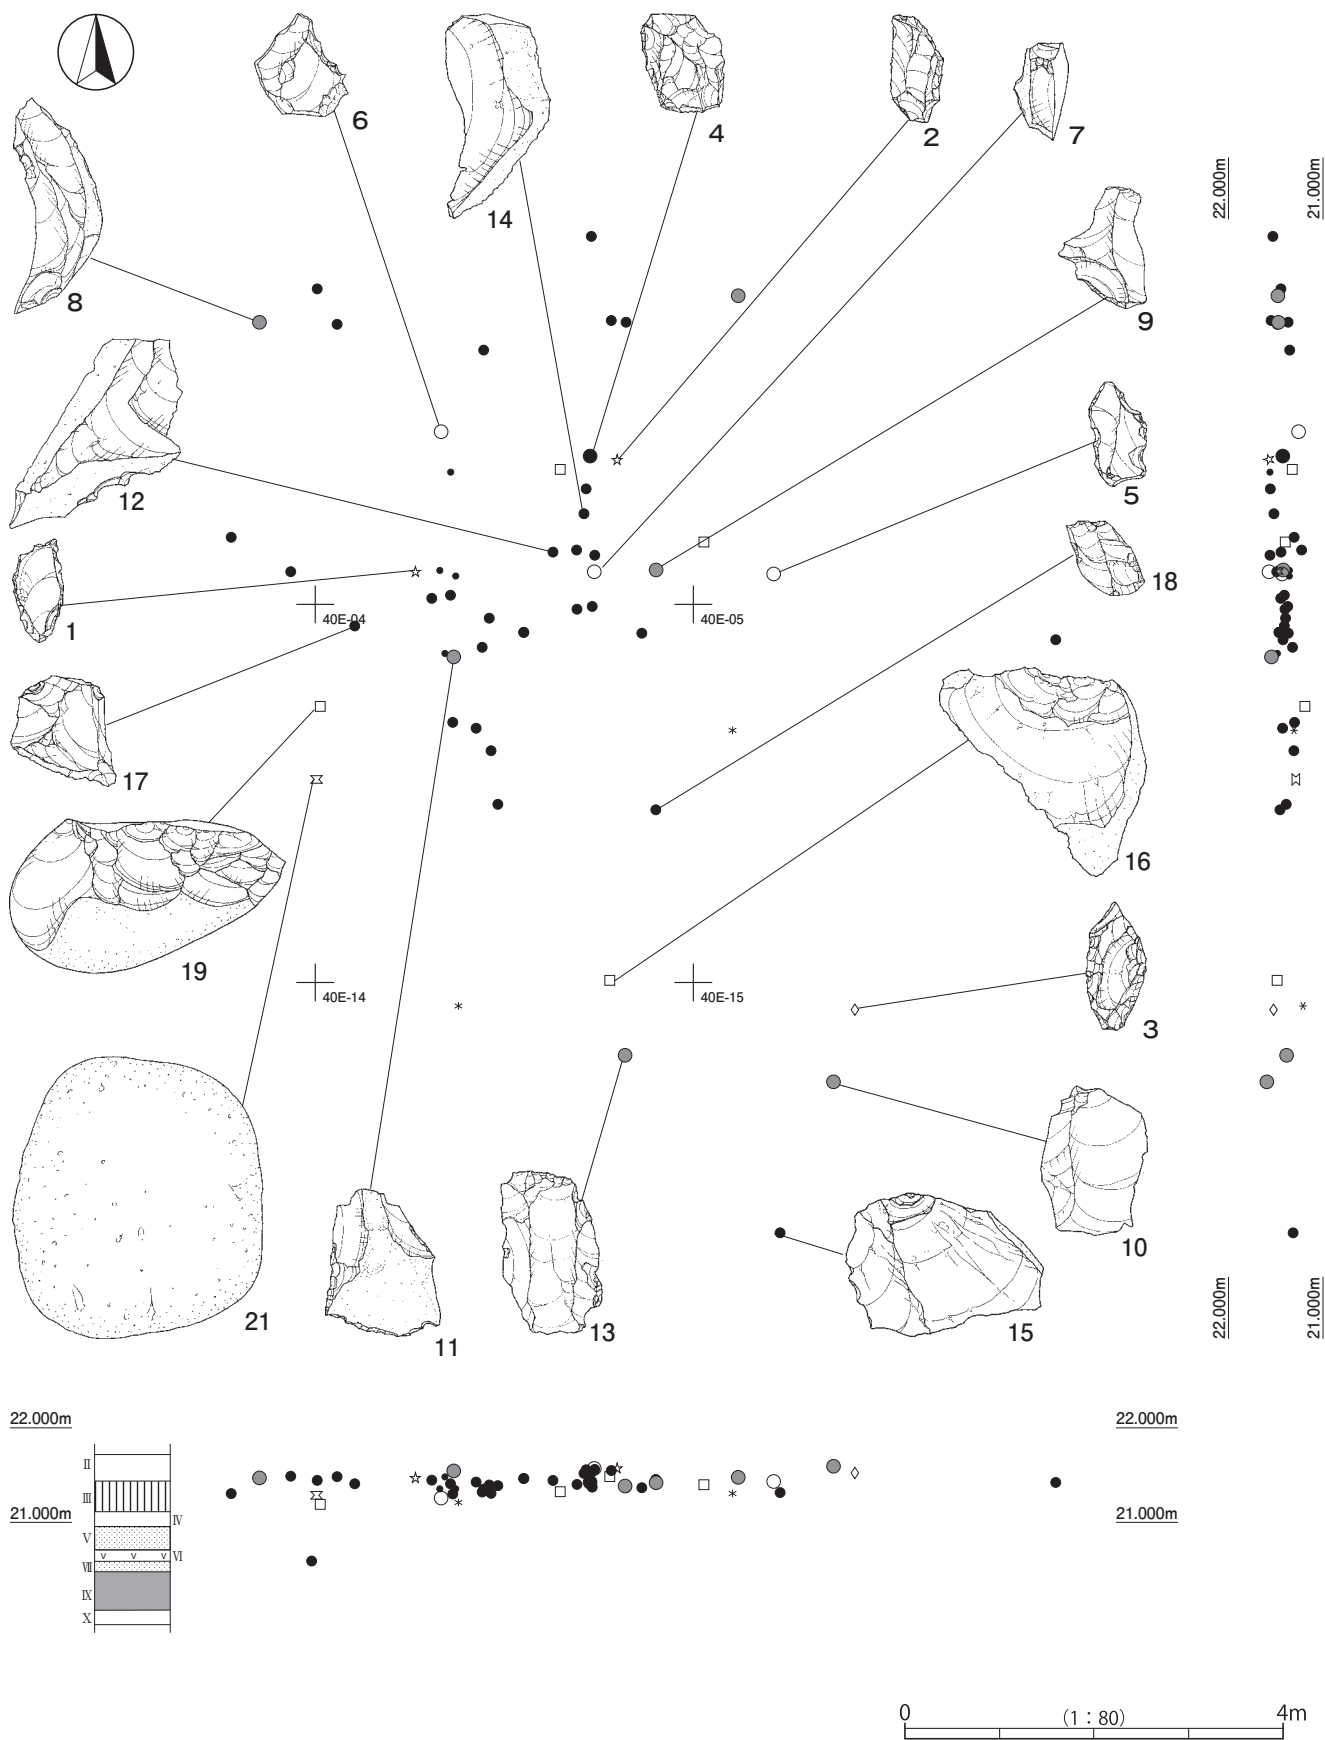 6
14
4
2
7
22.000m
21.000m
8
9
12
5
18
1
40E-04
40E-05
17
16
19
40E-14
40E-15
3
21
11
13
15
10
22.000m
21.000m
22.000m
22.000m
Ⅱ
Ⅲ
21.000m
Ⅳ
21.000m
Ⅴ
v v v
Ⅵ
Ⅶ
Ⅸ
Ⅹ
0 (1：80) 4m